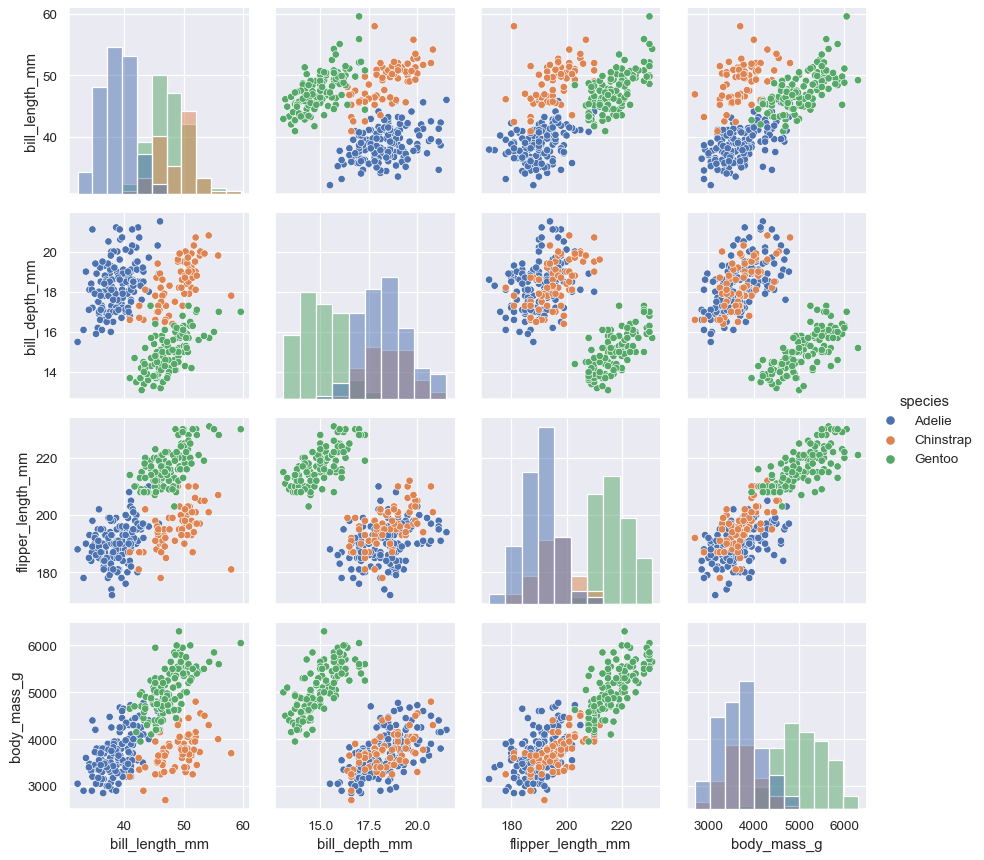 60
50
40
bill_length_mm
20
18
16
14
bill_depth_mm
220
200
180
flipper_length_mm
6000
5000
4000
3000
body_mass_g
40 50 60
bill_length_mm
15.0 17.5 20.0
bill_depth_mm
180 200 220
flipper_length_mm
3000 4000 5000 6000
body_mass_g
species
Adelie
Chinstrap
Gentoo